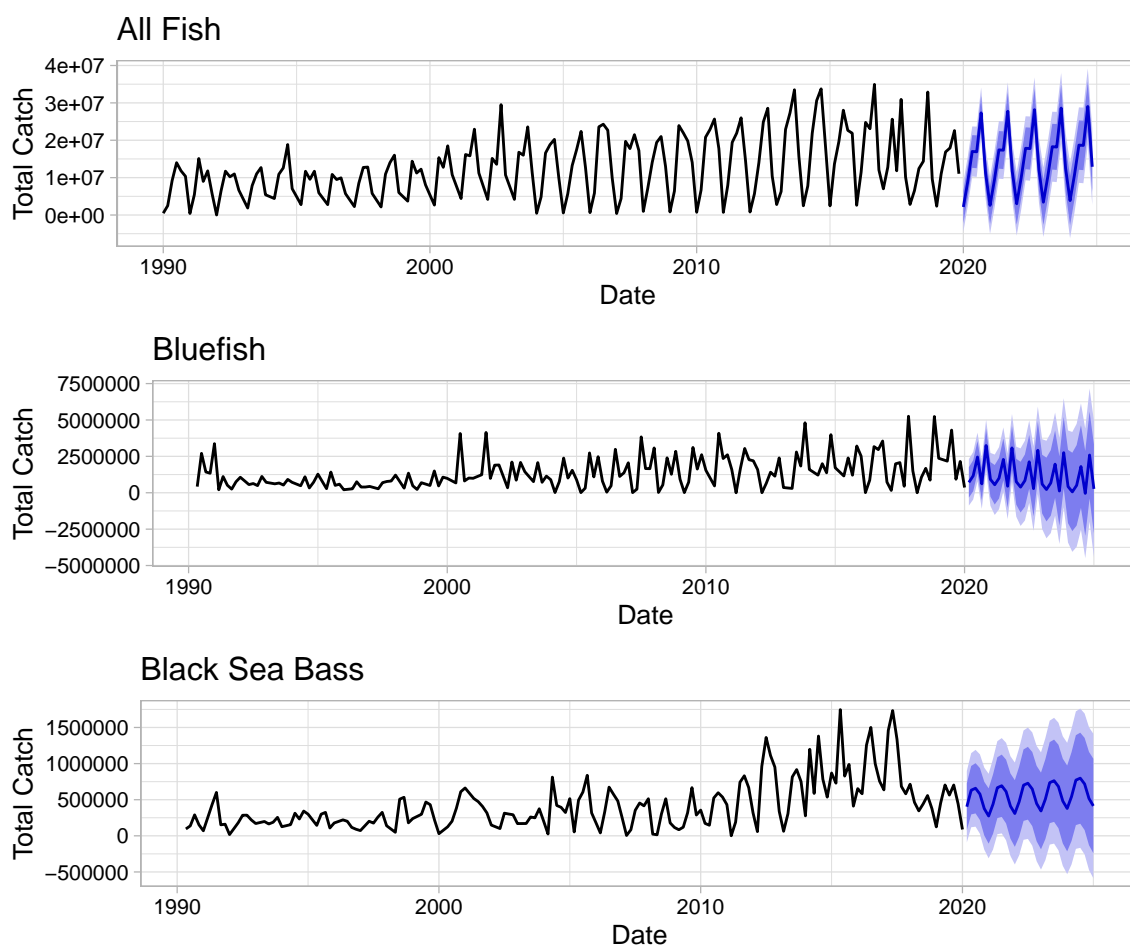 All Fish
Total Catch
4e+07
3e+07
2e+07
1e+07
0e+00
1990 2000 2010 2020
Date
Bluefish
Total Catch
7500000
5000000
2500000
0
−2500000
−5000000
1990 2000 2010 2020
Date
Black Sea Bass
Total Catch
1500000
1000000
500000
0
−500000
1990 2000 2010 2020
Date